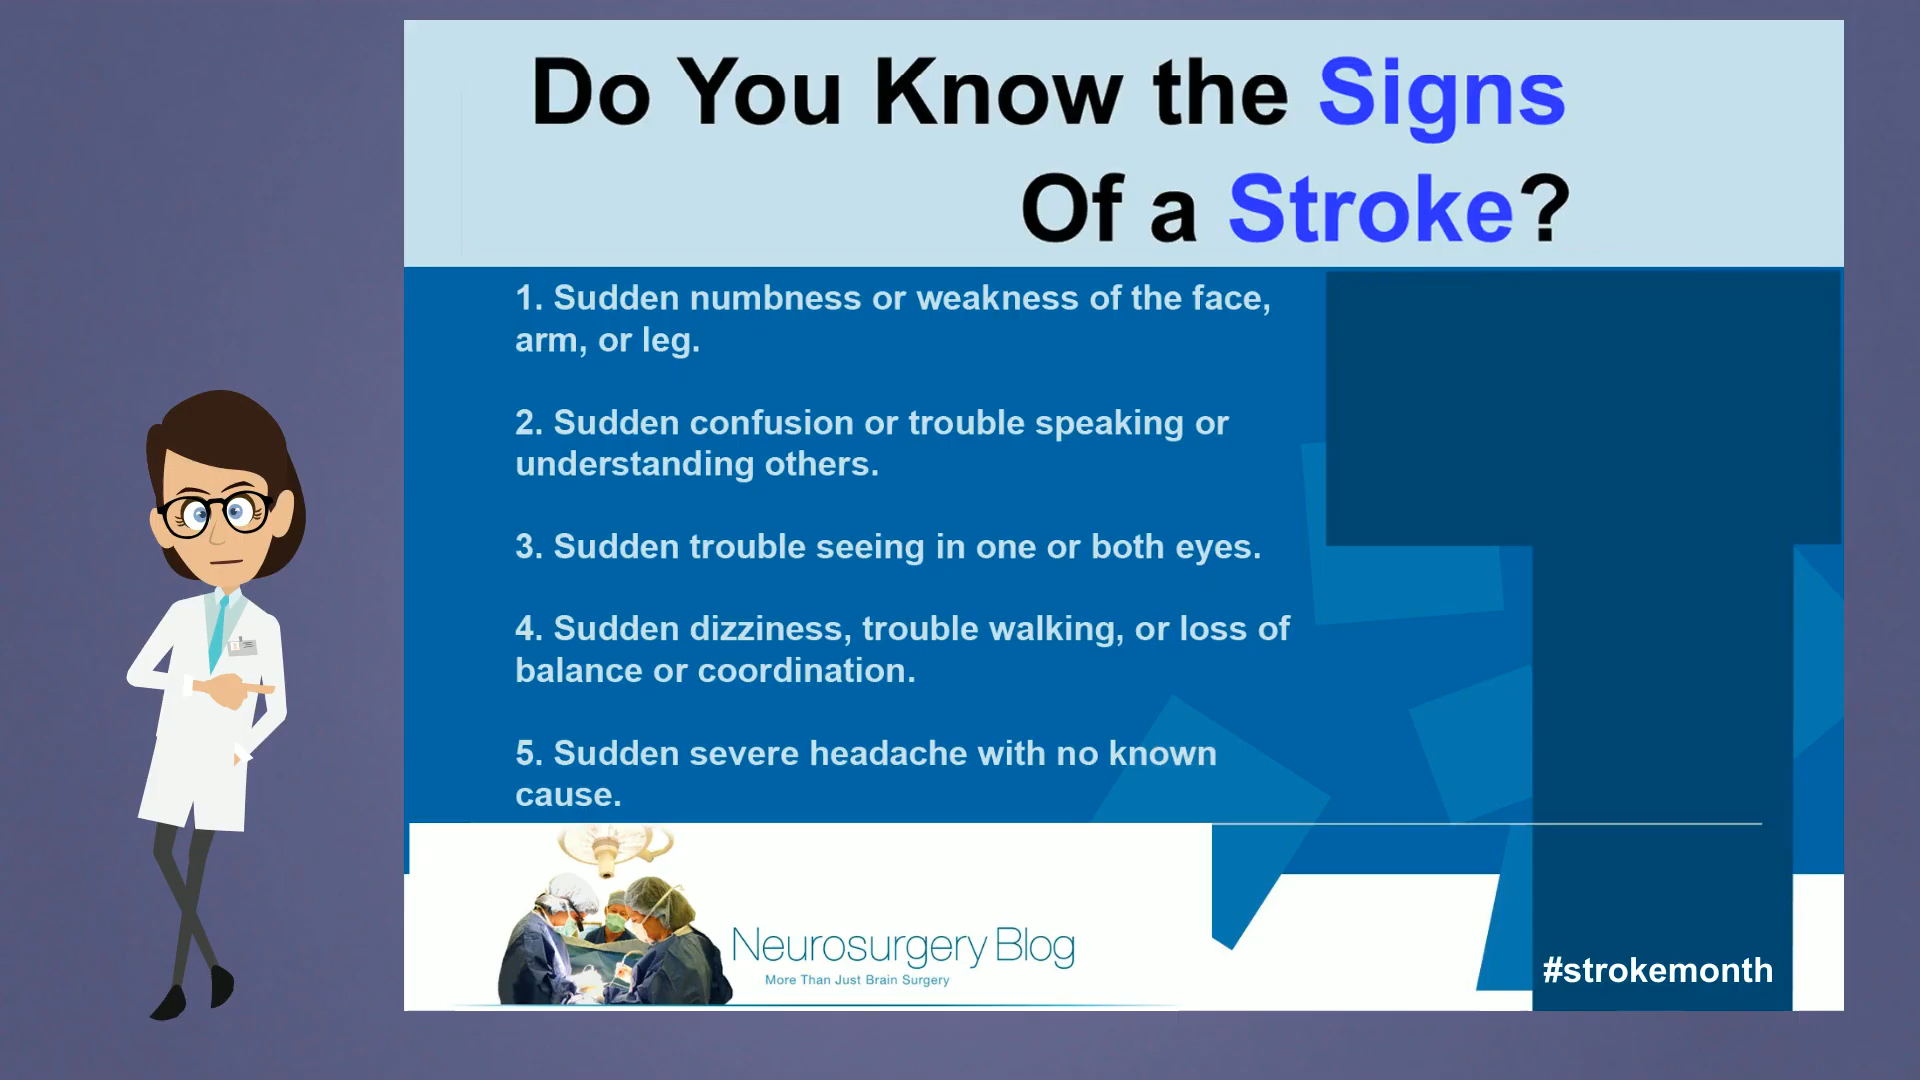 Do You Know the Signs
Of a Stroke?
1. Sudden numbness or weakness of the face,
arm, or leg.
2. Sudden confusion or trouble speaking or
understanding others.
3. Sudden trouble seeing in one or both eyes.
4. Sudden dizziness, trouble walking, or loss of
balance or coordination.
5. Sudden severe headache with no known
cause.
Neurosurgery Blog
More Than Just Brain Surgery
#strokemonth